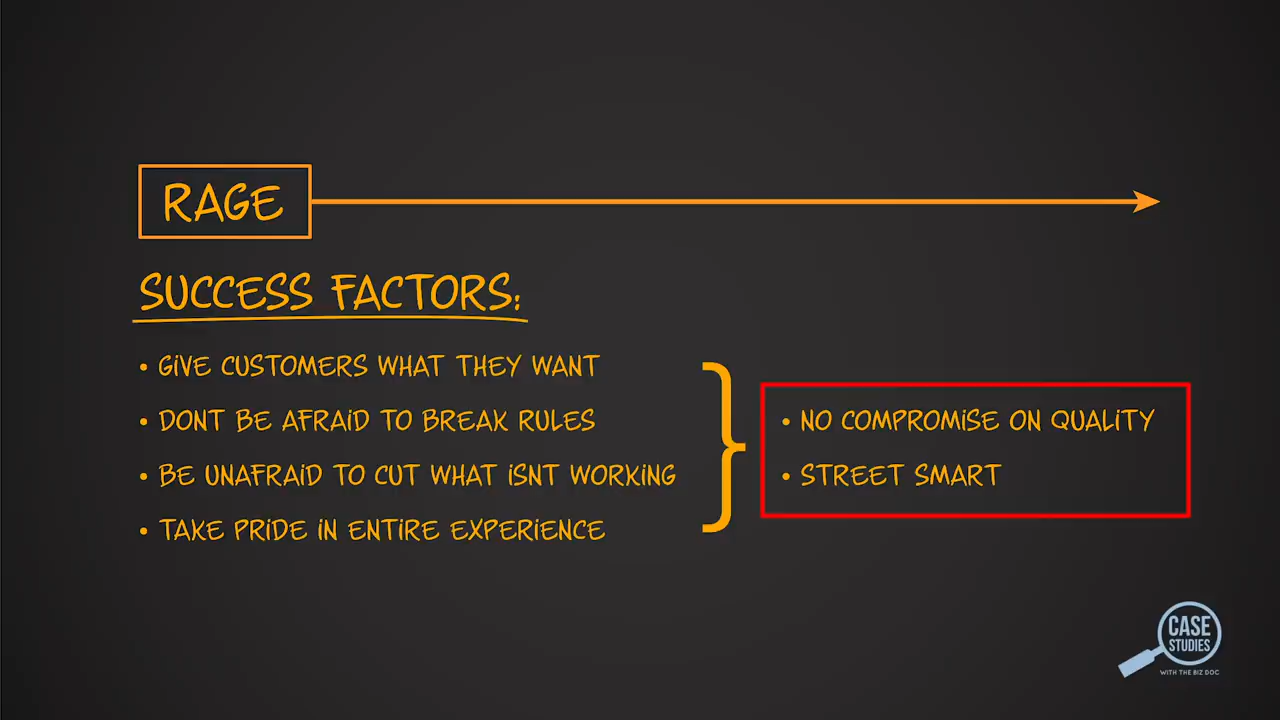 RAGE
SUCCESS FACTORS:
• GIVE CUSTOMERS WHAT THEY WANT
• DONT BE AFRAID TO BREAK RULES
• BE UNAFRAID TO CUT WHAT ISNT WORKING
• TAKE PRIDE IN ENTIRE EXPERIENCE
• NO COMPROMISE ON QUALITY
• STREET SMART
CASE
STUDIES
WITH THE BIZ DOC